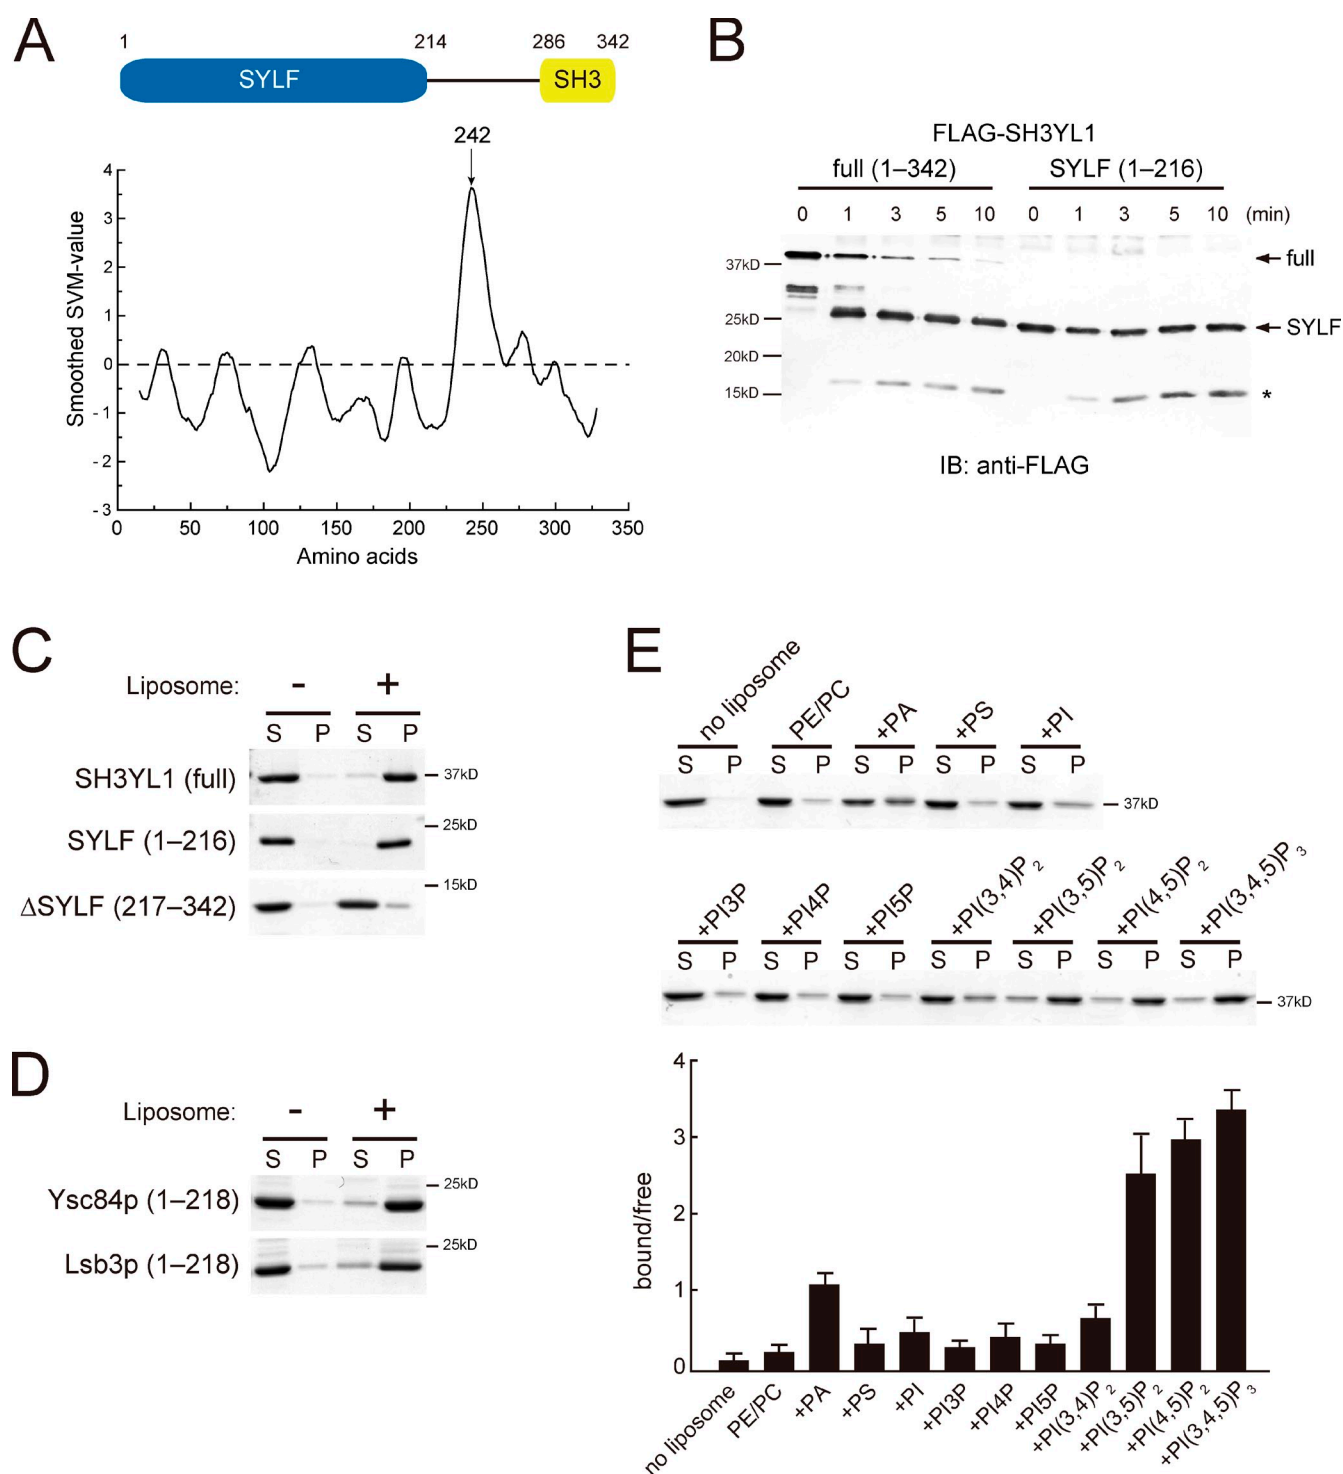 A
1 214 286 342
SYLF SH3
242
4
3
2
1
0
-1
-2
-3
Smoothed SVM-value
0 50 100 150 200 250 300 350
Amino acids
B
FLAG-SH3YL1
full (1–342) SYLF (1–216)
0 1 3 5 10 0 1 3 5 10 (min)
37kD full
25kD SYLF
20kD
15kD *
IB: anti-FLAG
C
Liposome: - +
S P S P
SH3YL1 (full) 37kD
25kD
SYLF (1–216)
15kD
ΔSYLF (217–342)
D
Liposome: - +
S P S P
Ysc84p (1–218) 25kD
Lsb3p (1–218) 25kD
E
no liposome PE/PC +PA +PS +PI
S P S P S P S P S P
37kD
+PI3P +PI4P +PI5P +PI(3,4)P2 +PI(3,5)P2 +PI(4,5)P2 +PI(3,4,5)P3
S P S P S P S P S P S P S P
37kD
4
3
2
1
0
bound/free
no liposome PE/PC +PA +PS +PI +PI3P +PI4P +PI5P +PI(3,4)P2 +PI(3,5)P2 +PI(4,5)P2 +PI(3,4,5)P3